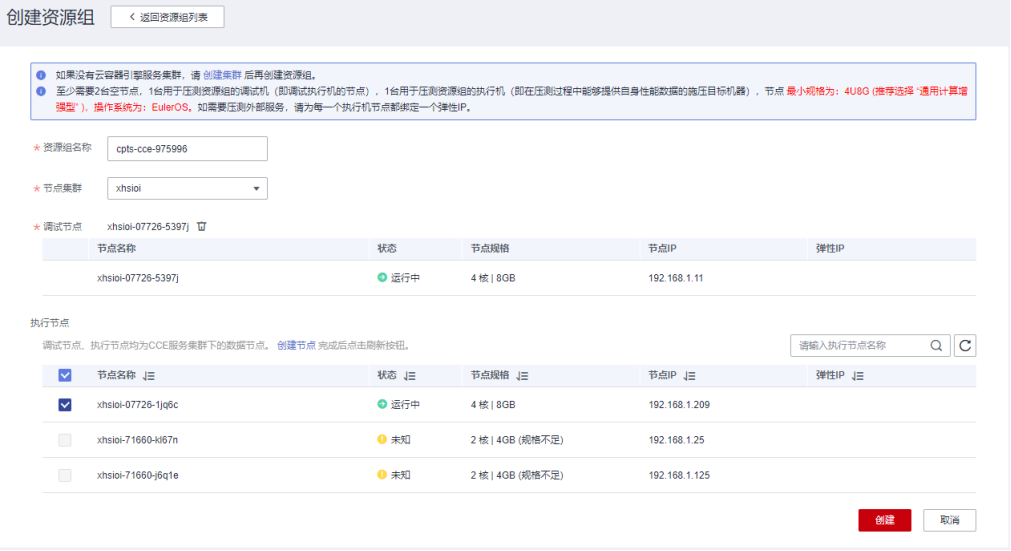 创建资源组 返回资源组列表
如果没有云容器引擎服务集群，请 创建集群 后再创建资源组。
至少需要2台空节点，1台用于压测资源组的调试机（即调试执行机的节点），1台用于压测资源组的执行机（即在压测过程中能够提供自身性能数据的施压目标机器），节点 最小规格为：4U8G (推荐选择 “通用计算增
强型” )，操作系统为：EulerOS。如需要压测外部服务，请为每一个执行机节点都绑定一个弹性IP。
* 资源组名称 cpts-cce-975996
* 节点集群 xhsioi
* 调试节点 xhsioi-07726-5397j
节点名称 状态 节点规格 节点IP 弹性IP
xhsioi-07726-5397j 运行中 4 核 | 8GB 192.168.1.11
执行节点
调试节点、执行节点均为CCE服务集群下的数据节点。 创建节点 完成后点击刷新按钮。 请输入执行节点名称
节点名称 状态 节点规格 节点IP 弹性IP
xhsioi-07726-1jq6c 运行中 4 核 | 8GB 192.168.1.209
xhsioi-71660-kl67n 未知 2 核 | 4GB (规格不足) 192.168.1.25
xhsioi-71660-j6q1e 未知 2 核 | 4GB (规格不足) 192.168.1.125
创建 取消